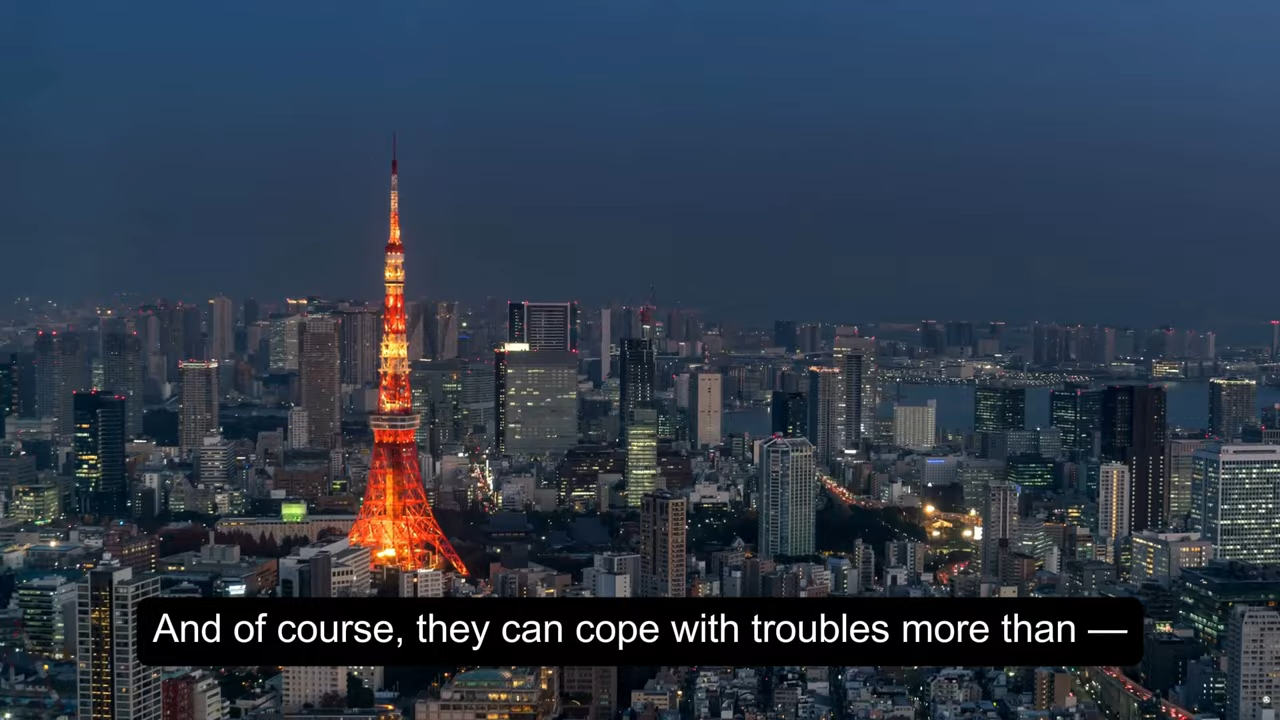 And of course, they can cope with troubles more than —